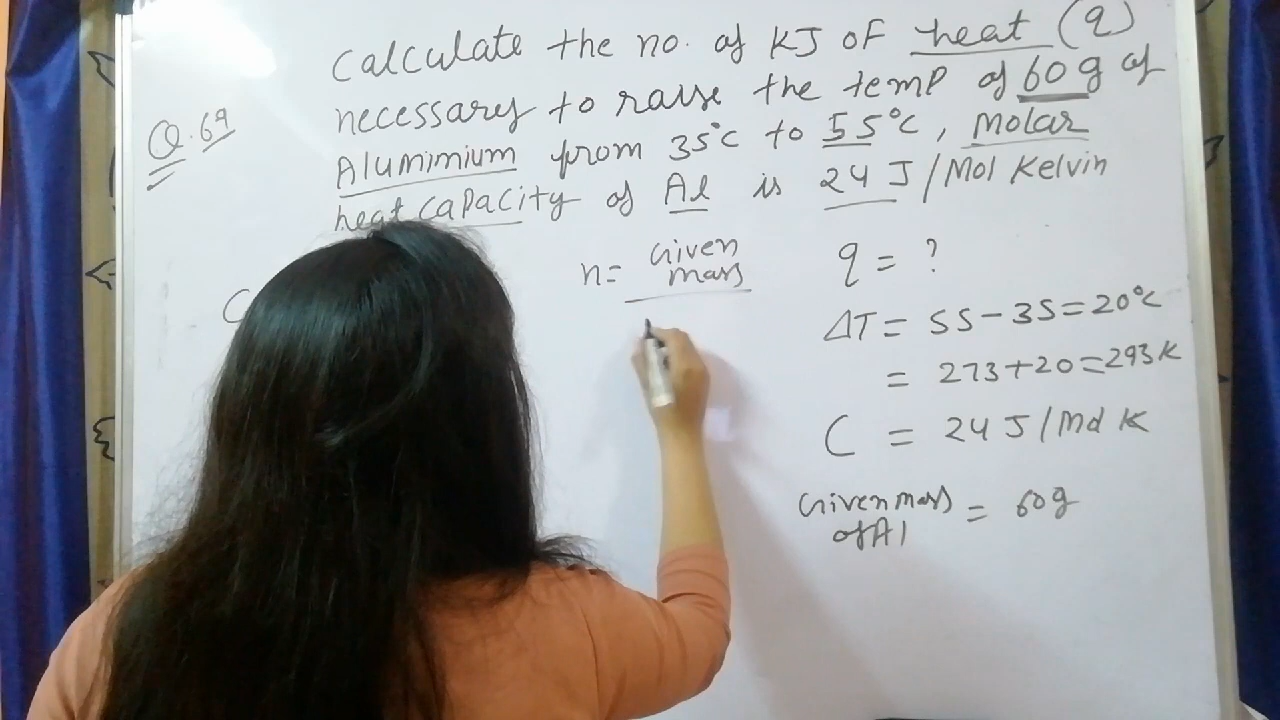 Q.69
Calculate the no. of KJ OF heat (q)
necessary to raise the temp of 60g of
Alumimium from 35°C to 55°C, Molar
heat capacity of Al is 24 J/Mol Kelvin
C
n= Given mass
q = ?
ΔT = 55-35=20°C
= 273+20=293K
C = 24 J/Mol K
Given mass of Al = 60g